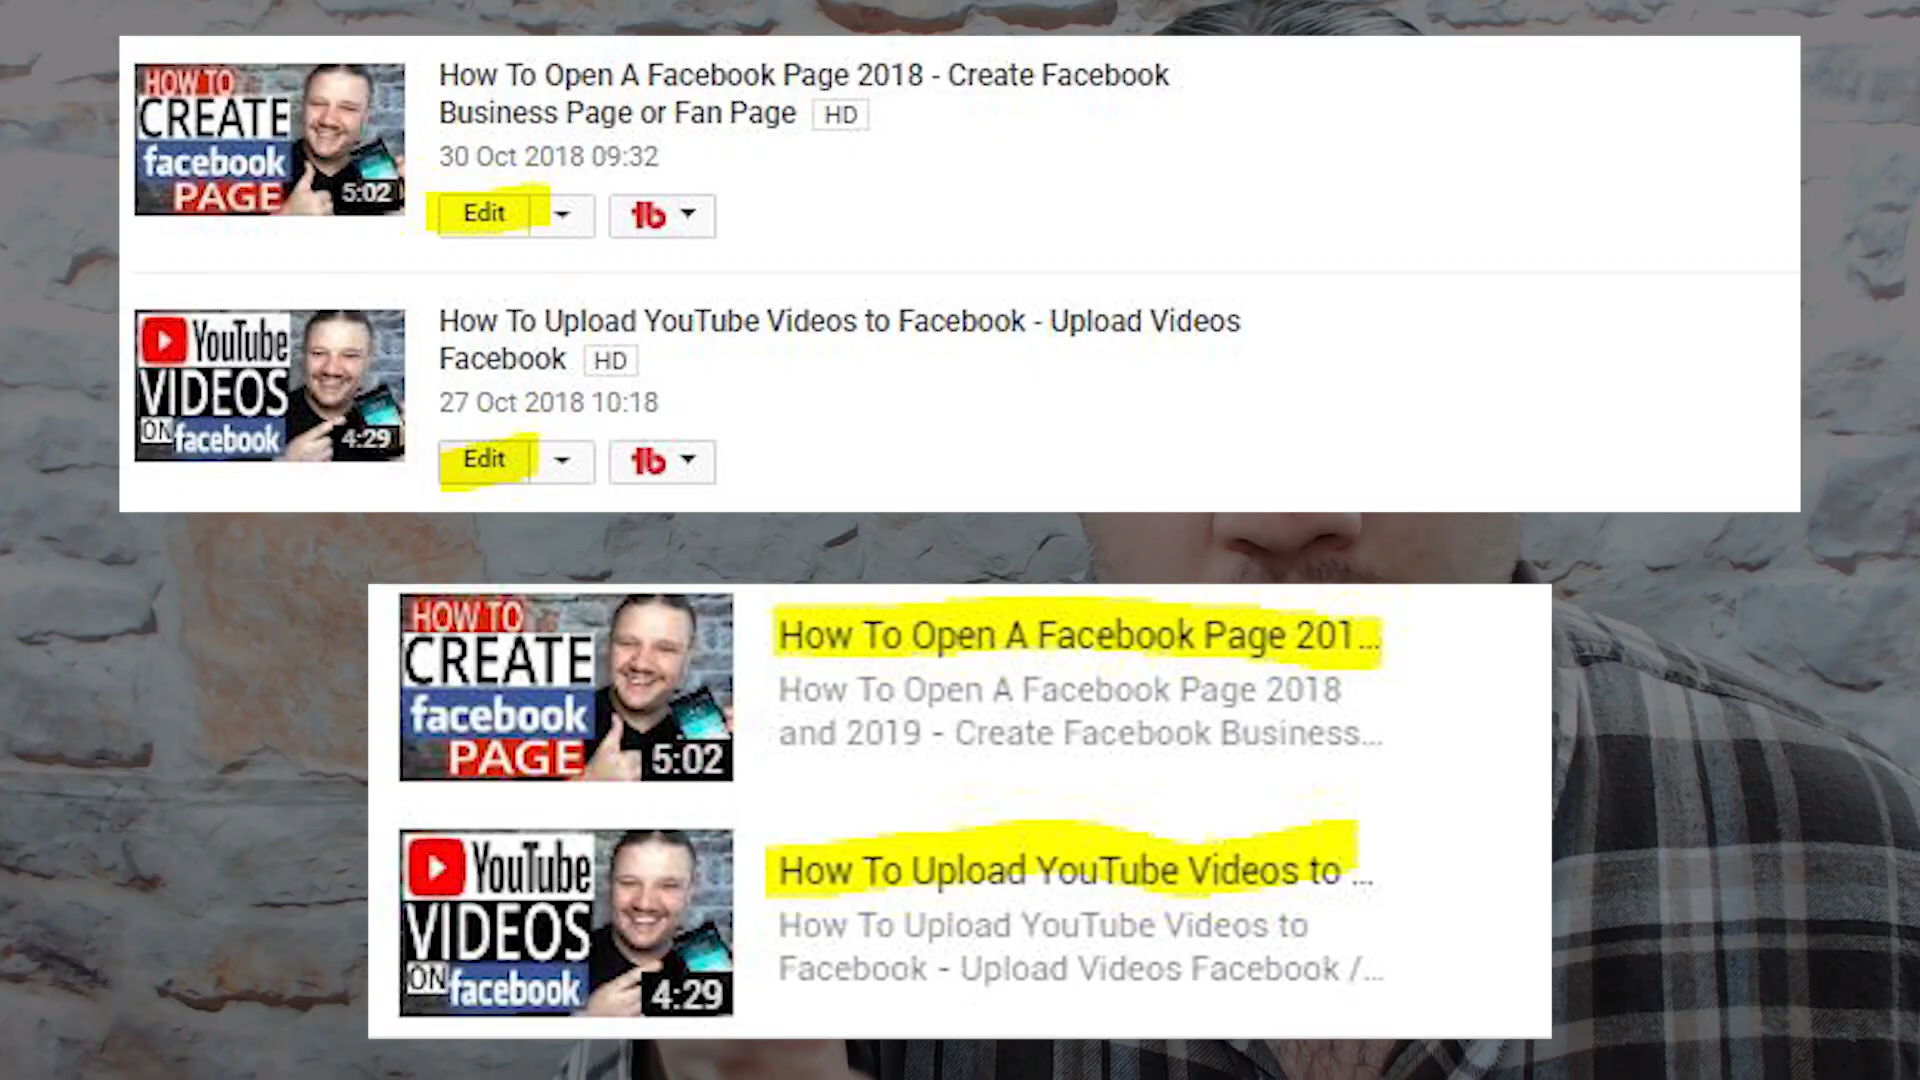 HOW TO
CREATE
facebook
PAGE
5:02
How To Open A Facebook Page 2018 - Create Facebook
Business Page or Fan Page HD
30 Oct 2018 09:32
Edit
YouTube
VIDEOS
ON facebook
4:29
How To Upload YouTube Videos to Facebook - Upload Videos
Facebook HD
27 Oct 2018 10:18
Edit
HOW TO
CREATE
facebook
PAGE
5:02
How To Open A Facebook Page 201...
How To Open A Facebook Page 2018
and 2019 - Create Facebook Business...
YouTube
VIDEOS
ON facebook
4:29
How To Upload YouTube Videos to ...
How To Upload YouTube Videos to
Facebook - Upload Videos Facebook /...